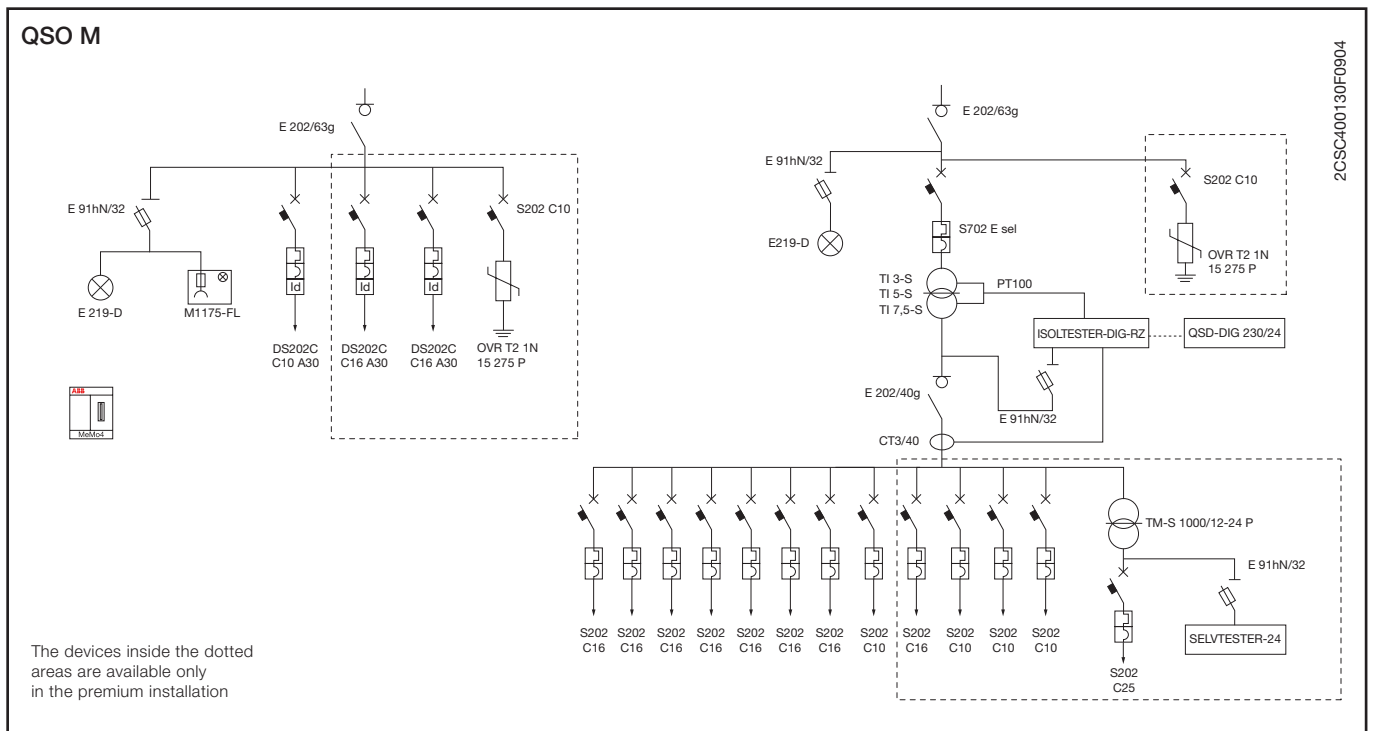 QSO M
2CSC400130F0904
E 202/63g
E 91hN/32
S202 C10
Id
Id
Id
E 219-D
M1175-FL
DS202C
C10 A30
DS202C
C16 A30
DS202C
C16 A30
OVR T2 1N
15 275 P
ABB
MeMo4
E 202/63g
E 91hN/32
S202 C10
S702 E sel
E219-D
OVR T2 1N
15 275 P
TI 3-S
TI 5-S
TI 7,5-S
PT100
ISOLTESTER-DIG-RZ
QSD-DIG 230/24
E 202/40g
E 91hN/32
CT3/40
TM-S 1000/12-24 P
E 91hN/32
S202
C16
S202
C16
S202
C16
S202
C16
S202
C16
S202
C16
S202
C16
S202
C10
S202
C16
S202
C10
S202
C10
S202
C10
SELVTESTER-24
S202
C25
The devices inside the dotted
areas are available only
in the premium installation